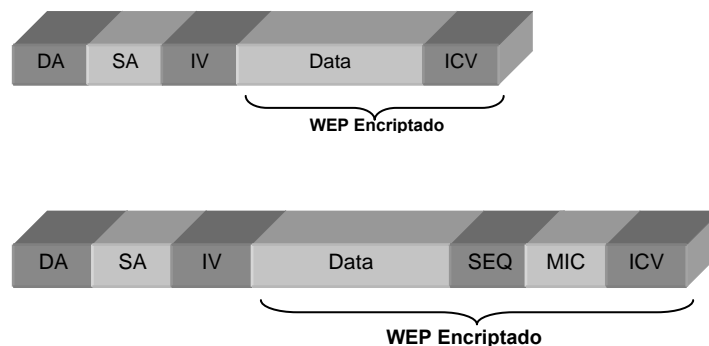 DA SA IV Data ICV
WEP Encriptado
DA SA IV Data SEQ MIC ICV
WEP Encriptado